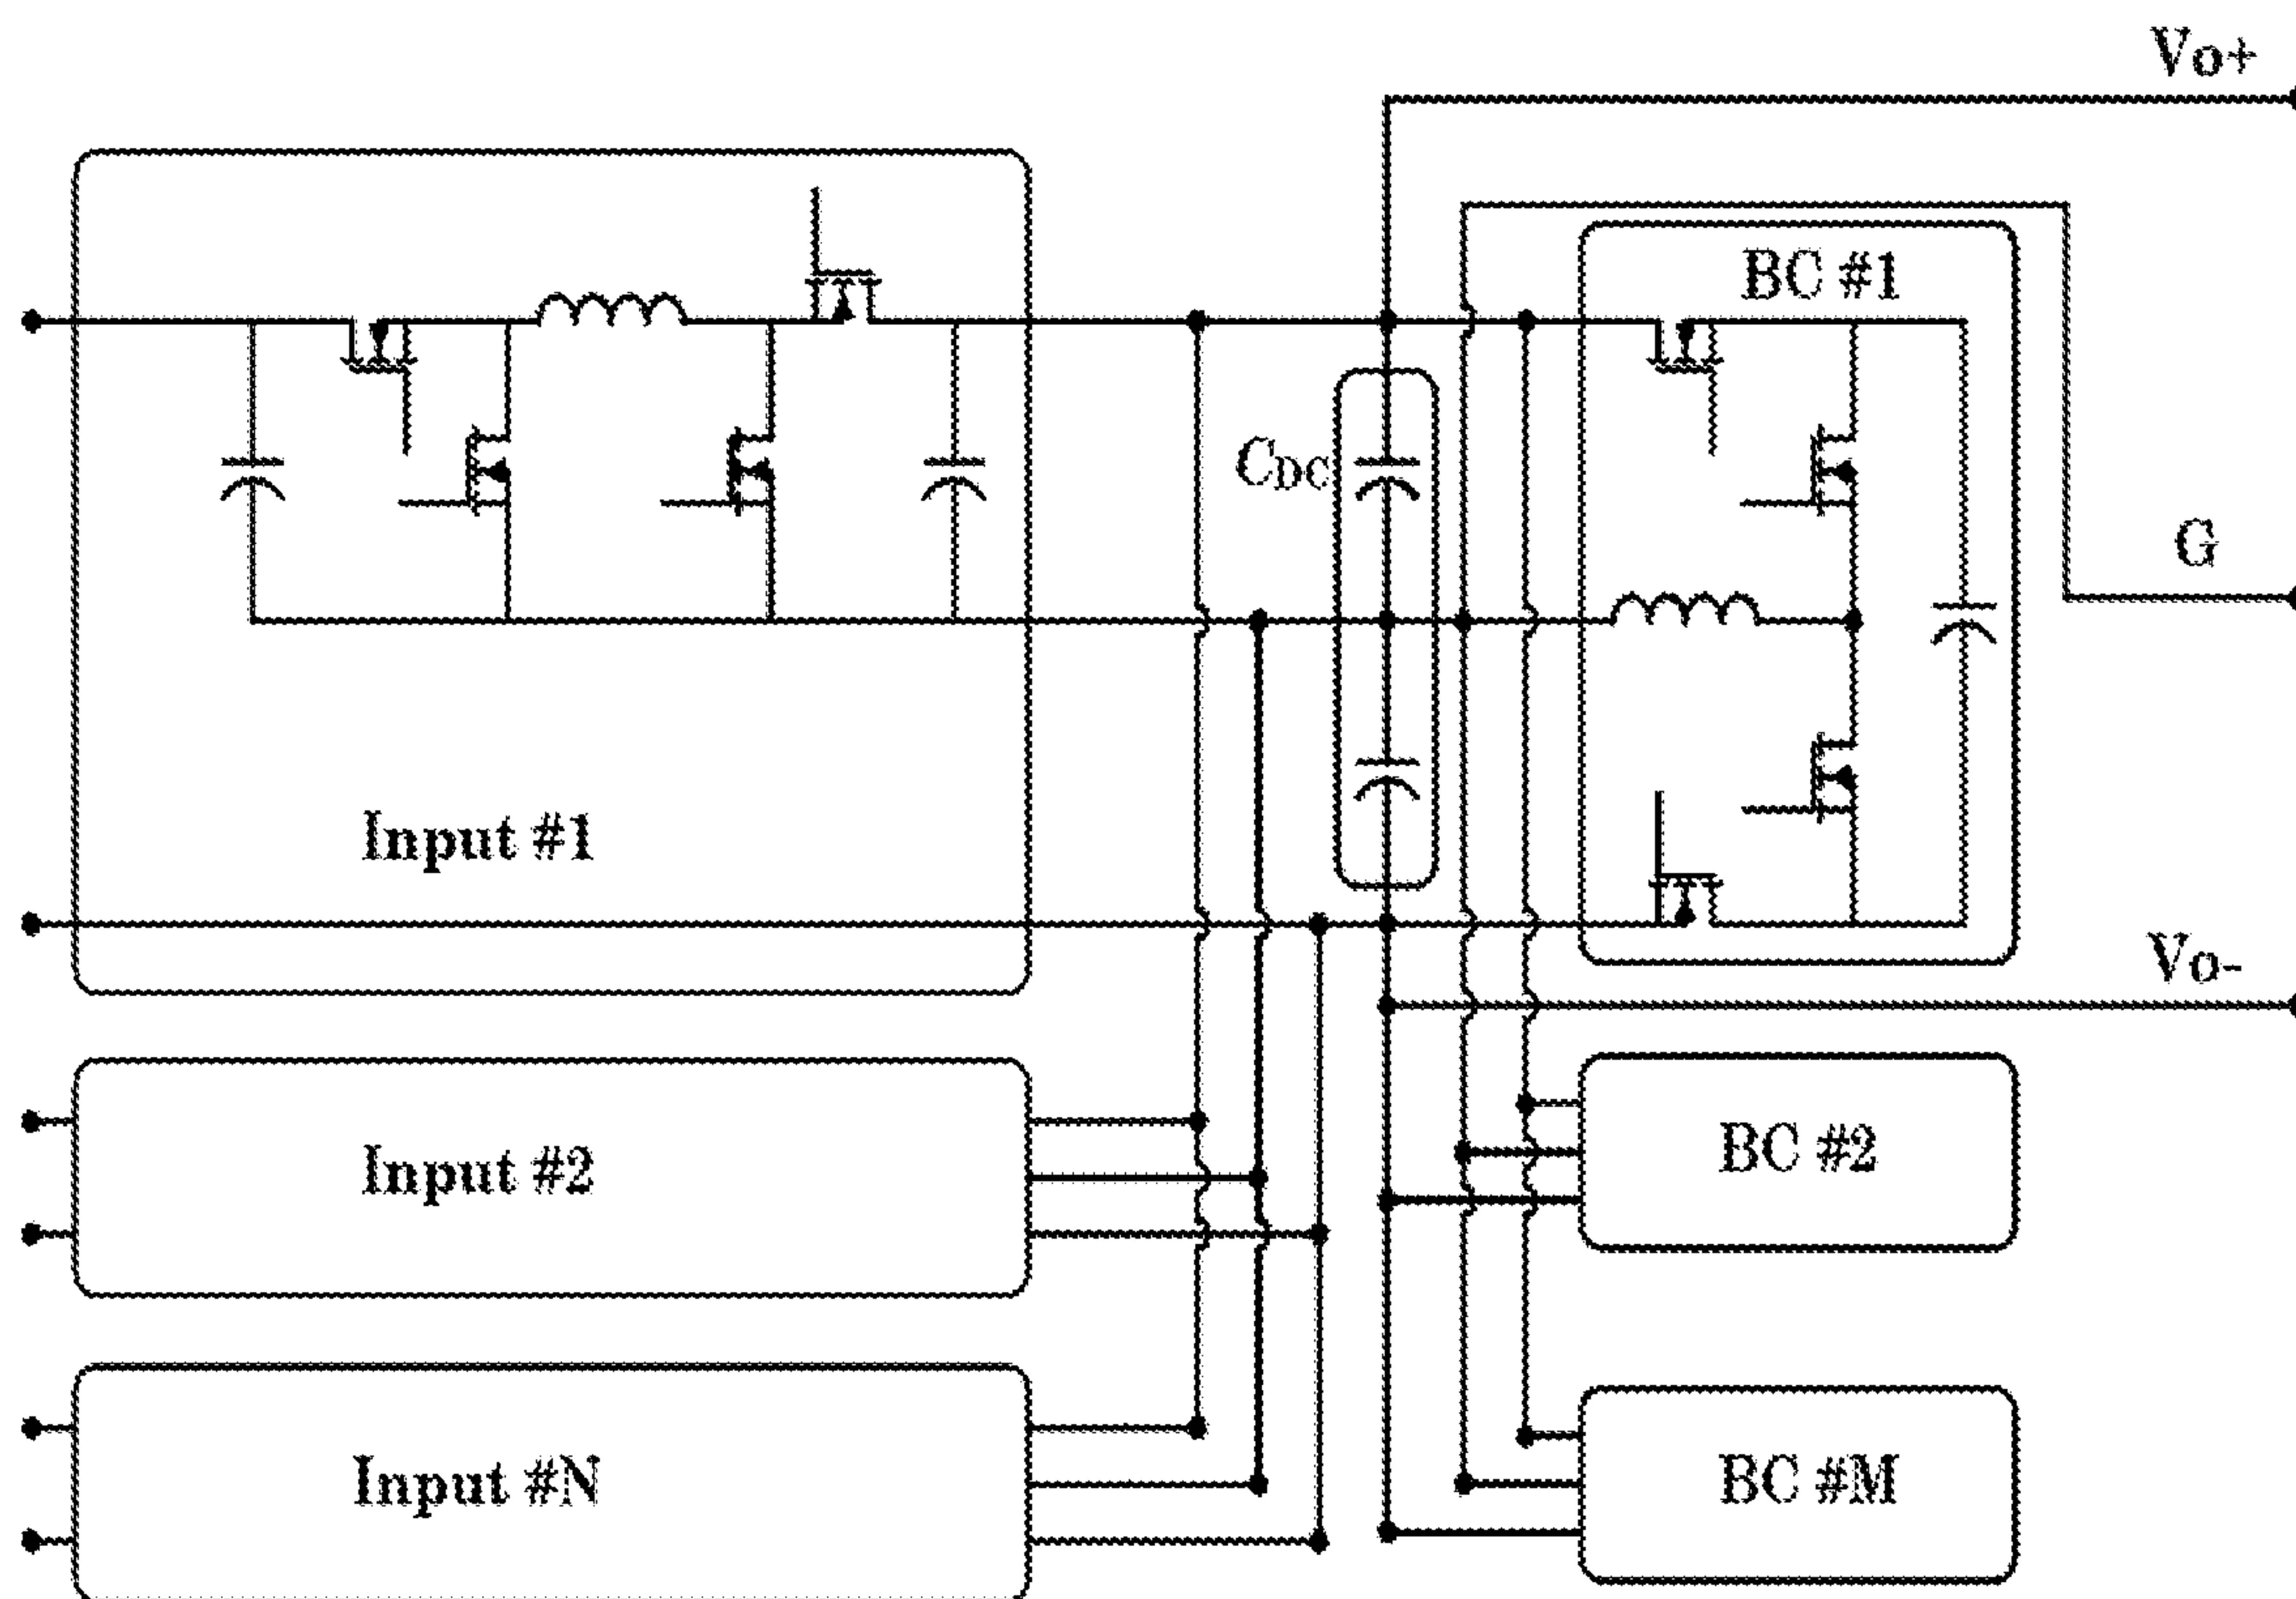 Vo+
BC #1
CDC
G
Input #1
Vo-
Input #2
BC #2
Input #N
BC #M